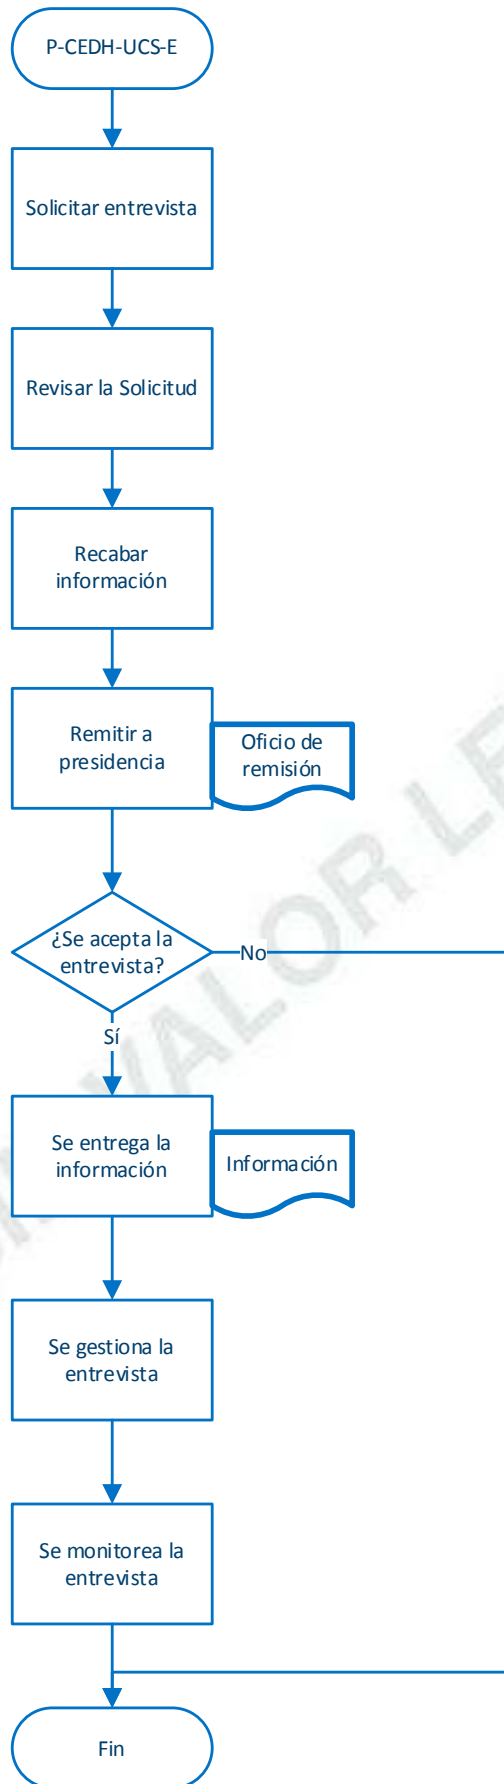 P-CEDH-UCS-E
Solicitar entrevista
Revisar la Solicitud
Recabar
información
Remitir a
presidencia
Oficio de
remisión
¿Se acepta la
entrevista?
No
Sí
Se entrega la
información
Información
Se gestiona la
entrevista
Se monitorea la
entrevista
Fin
VALOR